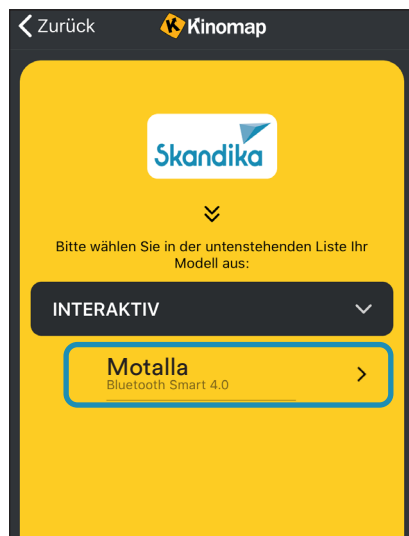 Zurück
Kinomap
Skandika
Bitte wählen Sie in der untenstehenden Liste Ihr
Modell aus:
INTERAKTIV
Motalla
Bluetooth Smart 4.0